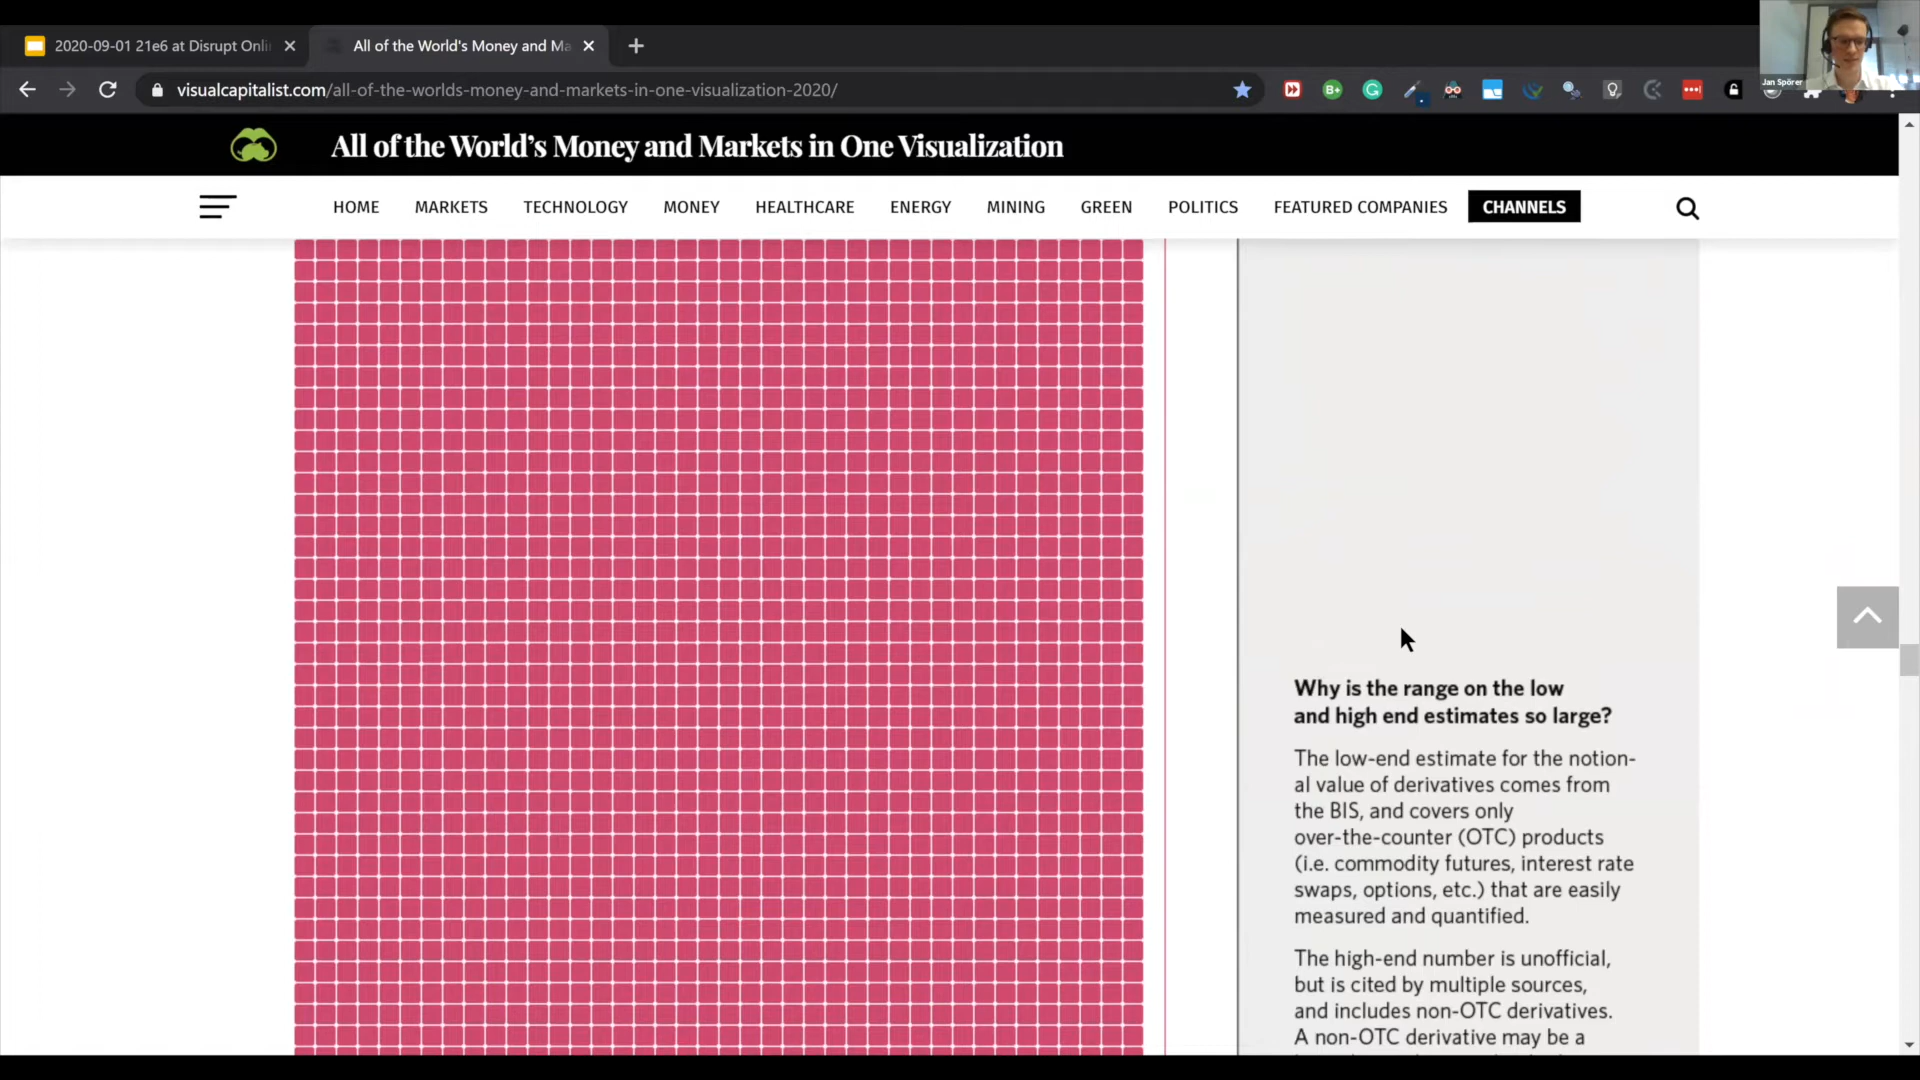 2020-09-01 21e6 at Disrupt Onli
All of the World's Money and Ma
visualcapitalist.com/all-of-the-worlds-money-and-markets-in-one-visualization-2020/
Jan Spörer
All of the World's Money and Markets in One Visualization
HOME MARKETS TECHNOLOGY MONEY HEALTHCARE ENERGY MINING GREEN POLITICS FEATURED COMPANIES CHANNELS
Why is the range on the low
and high end estimates so large?
The low-end estimate for the notion-
al value of derivatives comes from
the BIS, and covers only
over-the-counter (OTC) products
(i.e. commodity futures, interest rate
swaps, options, etc.) that are easily
measured and quantified.
The high-end number is unofficial,
but is cited by multiple sources,
and includes non-OTC derivatives.
A non-OTC derivative may be a